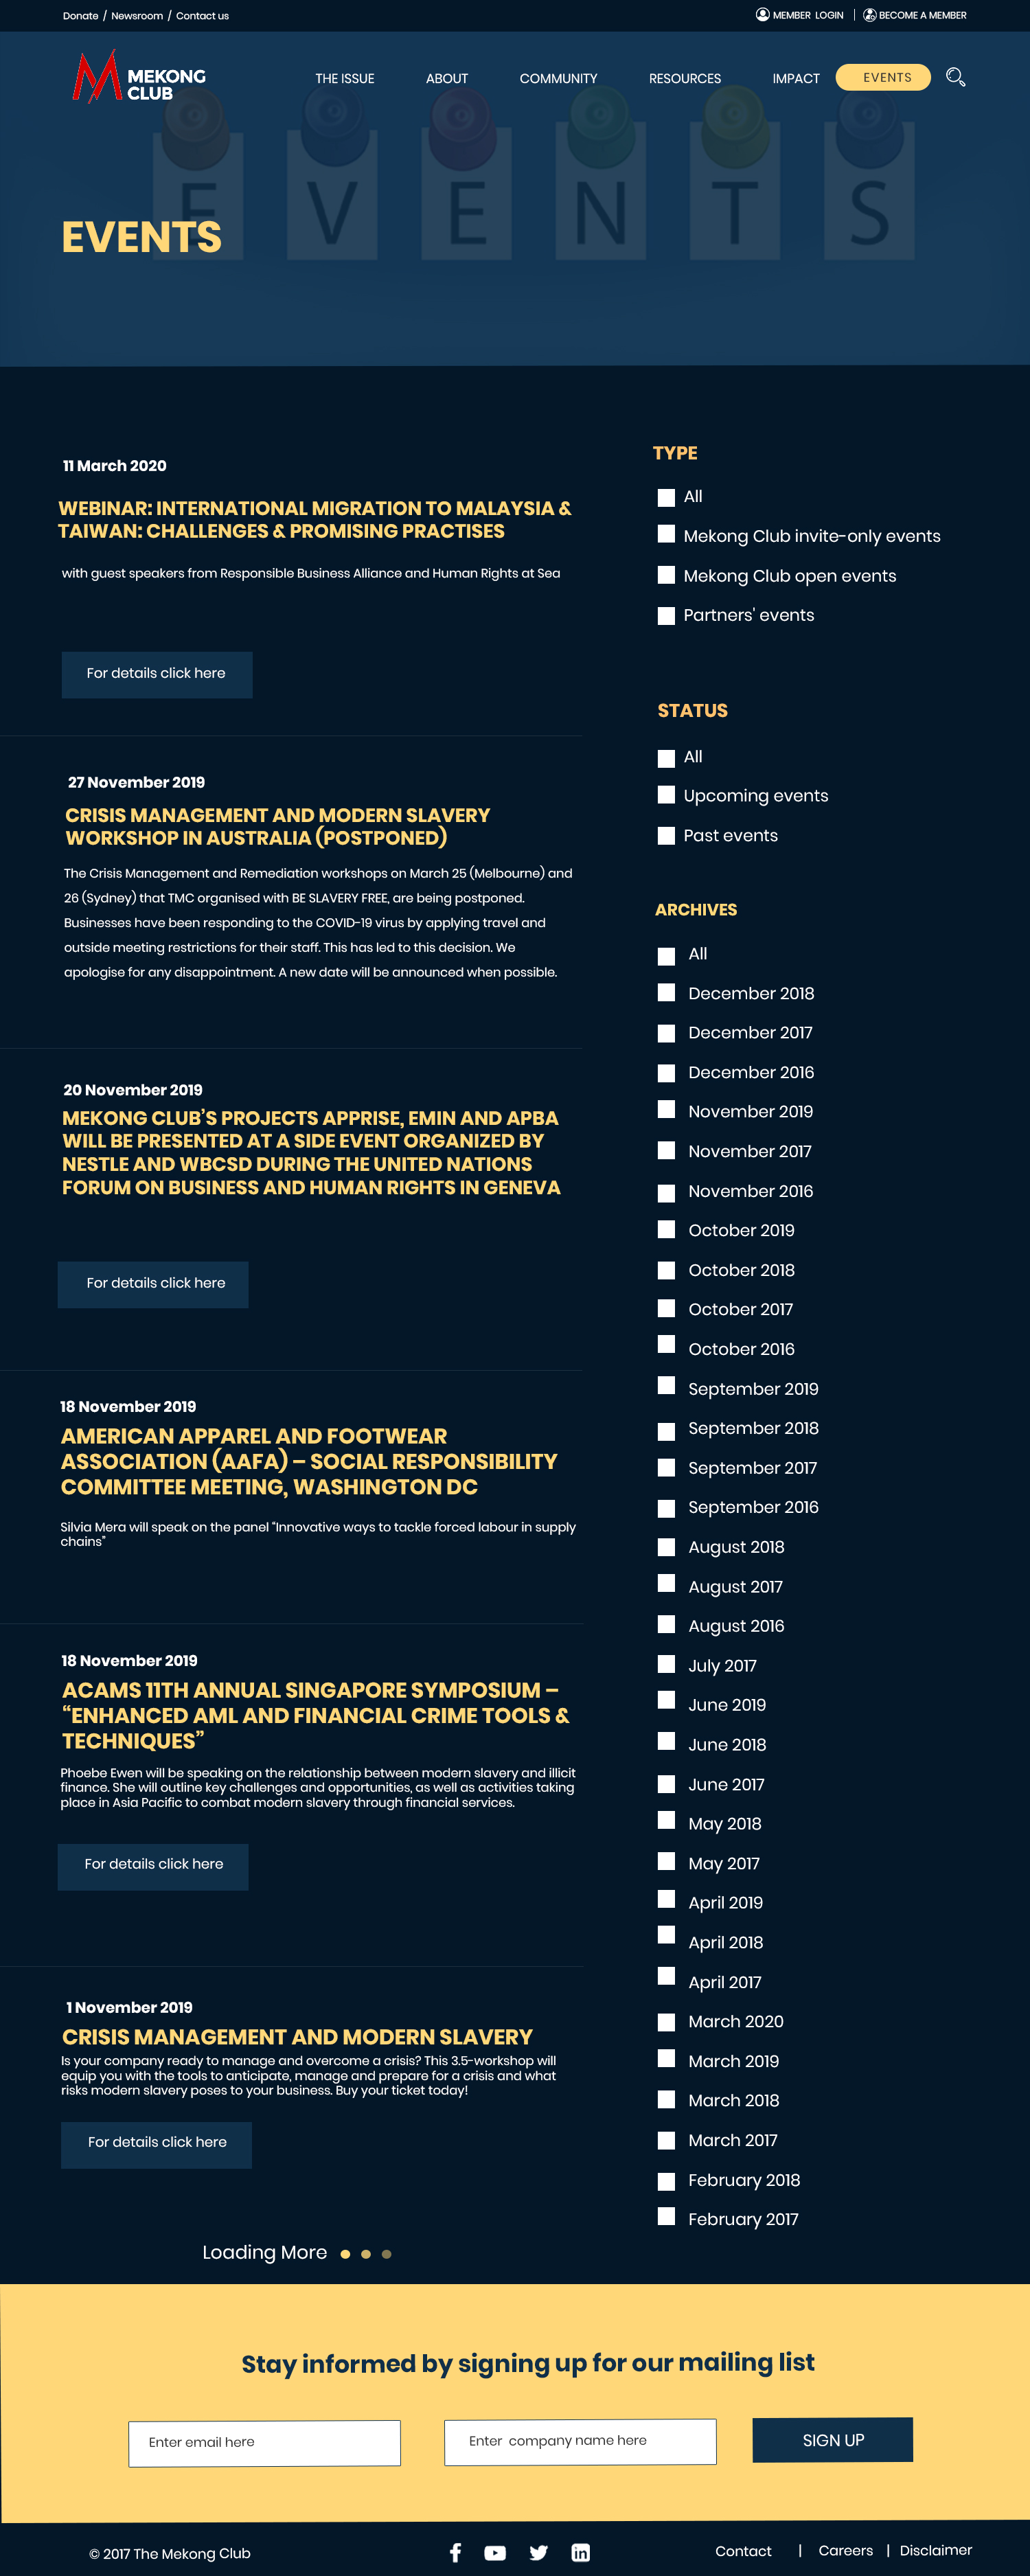 Donate / Newsroom / Contact us
MEMBER LOGIN | BECOME A MEMBER
MEKONG
CLUB
THE ISSUE ABOUT COMMUNITY RESOURCES IMPACT EVENTS
E V E N T S
EVENTS
11 March 2020
WEBINAR: INTERNATIONAL MIGRATION TO MALAYSIA &
TAIWAN: CHALLENGES & PROMISING PRACTISES
with guest speakers from Responsible Business Alliance and Human Rights at Sea
For details click here
27 November 2019
CRISIS MANAGEMENT AND MODERN SLAVERY
WORKSHOP IN AUSTRALIA (POSTPONED)
The Crisis Management and Remediation workshops on March 25 (Melbourne) and
26 (Sydney) that TMC organised with BE SLAVERY FREE, are being postponed.
Businesses have been responding to the COVID-19 virus by applying travel and
outside meeting restrictions for their staff. This has led to this decision. We
apologise for any disappointment. A new date will be announced when possible.
20 November 2019
MEKONG CLUB'S PROJECTS APPRISE, EMIN AND APBA
WILL BE PRESENTED AT A SIDE EVENT ORGANIZED BY
NESTLE AND WBCSD DURING THE UNITED NATIONS
FORUM ON BUSINESS AND HUMAN RIGHTS IN GENEVA
For details click here
18 November 2019
AMERICAN APPAREL AND FOOTWEAR
ASSOCIATION (AAFA) – SOCIAL RESPONSIBILITY
COMMITTEE MEETING, WASHINGTON DC
Silvia Mera will speak on the panel "Innovative ways to tackle forced labour in supply
chains"
18 November 2019
ACAMS 11TH ANNUAL SINGAPORE SYMPOSIUM –
"ENHANCED AML AND FINANCIAL CRIME TOOLS &
TECHNIQUES"
Phoebe Ewen will be speaking on the relationship between modern slavery and illicit
finance. She will outline key challenges and opportunities, as well as activities taking
place in Asia Pacific to combat modern slavery through financial services.
For details click here
1 November 2019
CRISIS MANAGEMENT AND MODERN SLAVERY
Is your company ready to manage and overcome a crisis? This 3.5-workshop will
equip you with the tools to anticipate, manage and prepare for a crisis and what
risks modern slavery poses to your business. Buy your ticket today!
For details click here
Loading More
TYPE
All
Mekong Club invite-only events
Mekong Club open events
Partners' events
STATUS
All
Upcoming events
Past events
ARCHIVES
All
December 2018
December 2017
December 2016
November 2019
November 2017
November 2016
October 2019
October 2018
October 2017
October 2016
September 2019
September 2018
September 2017
September 2016
August 2018
August 2017
August 2016
July 2017
June 2019
June 2018
June 2017
May 2018
May 2017
April 2019
April 2018
April 2017
March 2020
March 2019
March 2018
March 2017
February 2018
February 2017
Stay informed by signing up for our mailing list
Enter email here
Enter company name here
SIGN UP
© 2017 The Mekong Club
Contact | Careers | Disclaimer